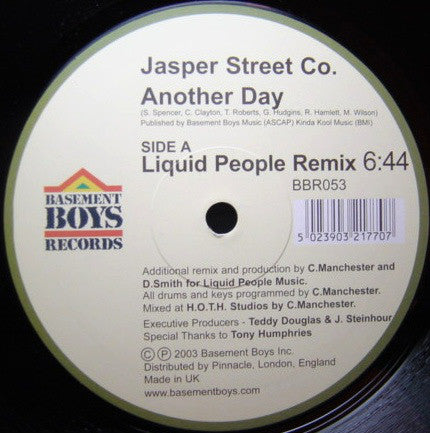 Jasper Street Co.
Another Day
(S. Spencer, C. Clayton, T. Roberts, G. Hudgins, R. Hamlett, M. Wilson)
Published by Basement Boys Music (ASCAP) Kinda Kool Music (BMI)
SIDE A
Liquid People Remix 6:44
BBR053
BASEMENT
BOYS
RECORDS
5 023903 217707
Additional remix and production by C.Manchester and
D.Smith for Liquid People Music.
All drums and keys programmed by C.Manchester.
Mixed at H.O.T.H. Studios by C.Manchester.
Executive Producers - Teddy Douglas & J. Steinhour
Special Thanks to Tony Humphries
Ⓒ Ⓟ 2003 Basement Boys Inc.
Distributed by Pinnacle, London, England
Made in UK
www.basementboys.com